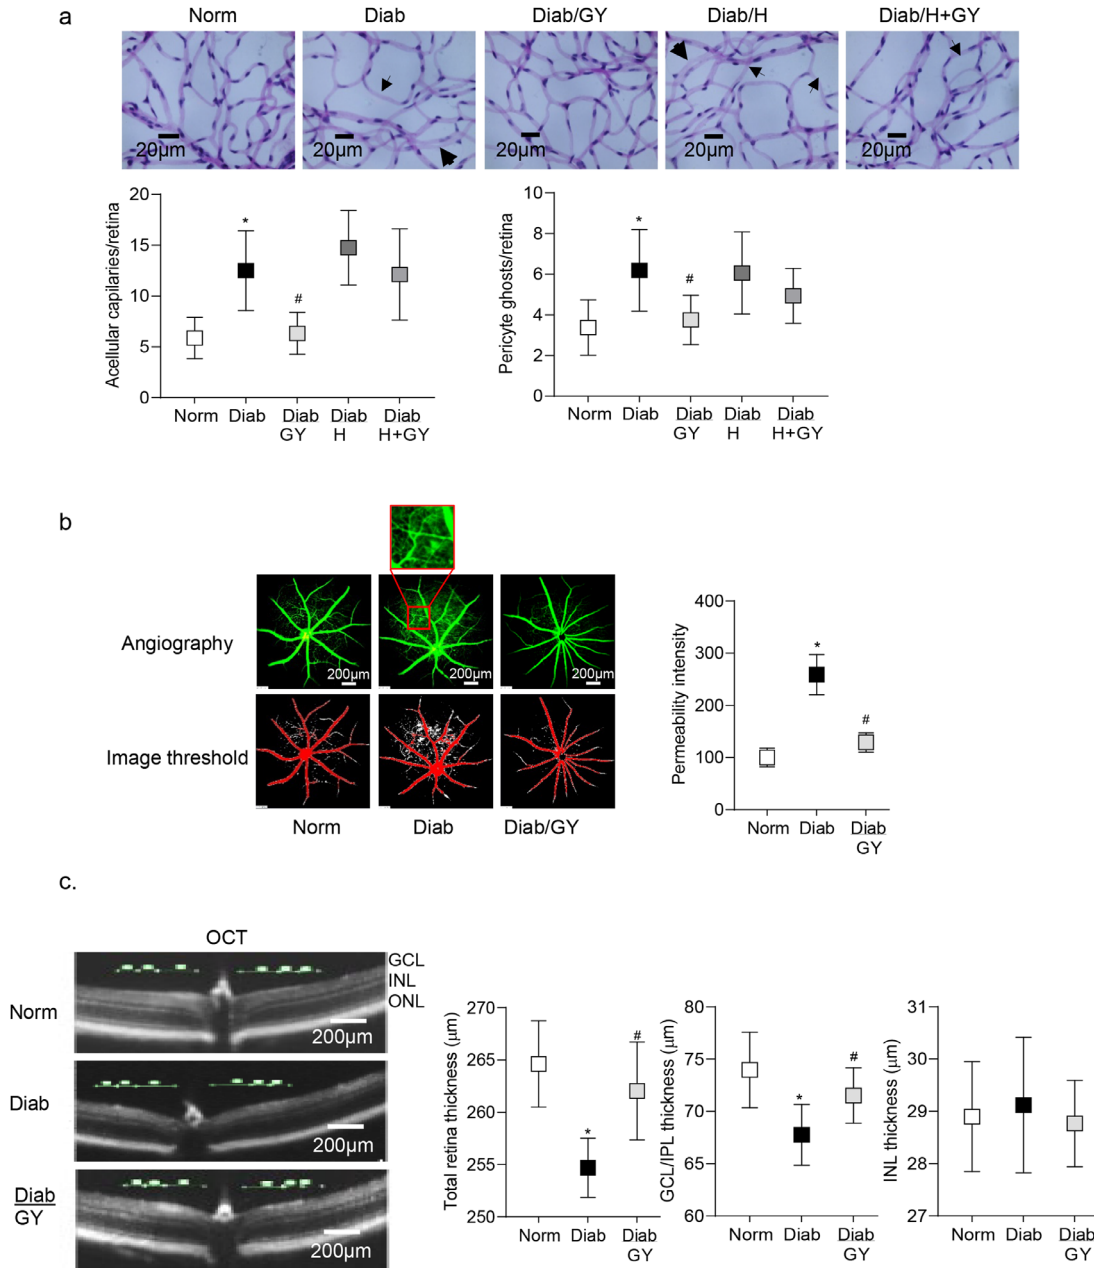 a
Norm Diab Diab/GY Diab/H Diab/H+GY
20µm 20µm 20µm 20µm 20µm
Acellular capilaries/retina
20
15
10
5
0
Norm Diab Diab Diab Diab
GY H H+GY
*
#
Pericyte ghosts/retina
10
8
6
4
2
0
Norm Diab Diab Diab Diab
GY H H+GY
*
#
b
Angiography
200µm 200µm 200µm
Image threshold
Norm Diab Diab/GY
Permeability intensity
400
300
200
100
0
*
#
Norm Diab Diab
GY
c.
OCT
GCL
INL
ONL
Norm
200µm
Diab
200µm
Diab
GY
200µm
Total retina thickness (µm)
270
265
260
255
250
*
#
Norm Diab Diab
GY
GCL/IPL thickness (µm)
80
75
70
65
60
*
#
Norm Diab Diab
GY
INL thickness (µm)
31
30
29
28
27
Norm Diab Diab
GY